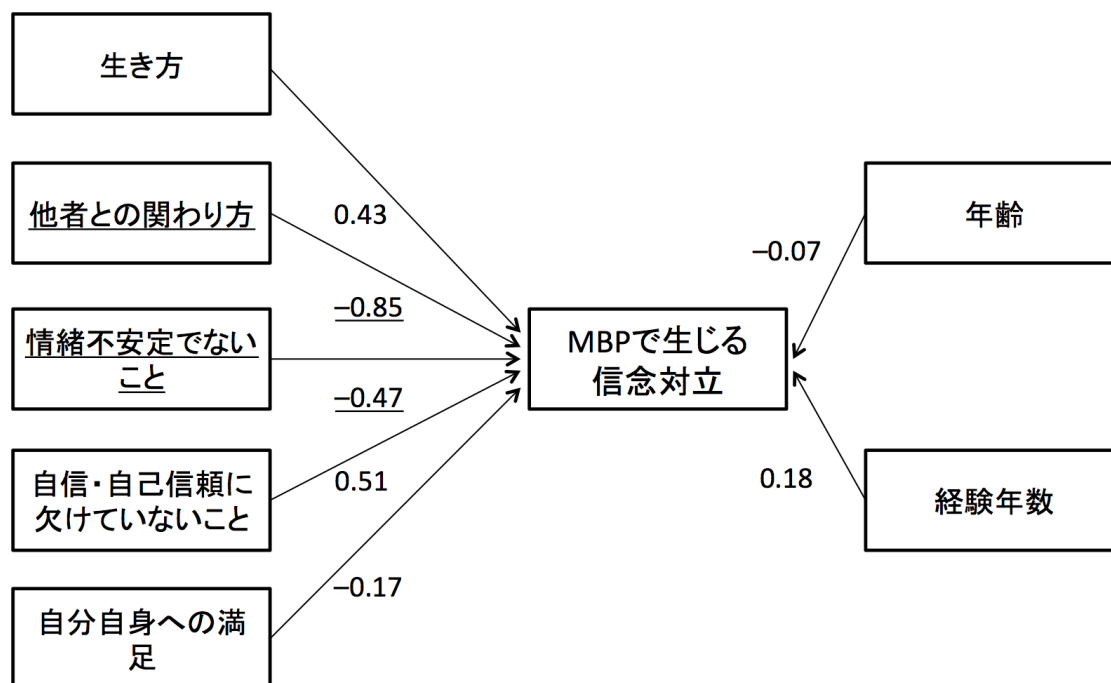 生き方
他者との関わり方
情緒不安定でない
こと
自信・自己信頼に
欠けていないこと
自分自身への満
足
0.43
–0.85
–0.47
0.51
–0.17
MBPで生じる
信念対立
–0.07
0.18
年齢
経験年数